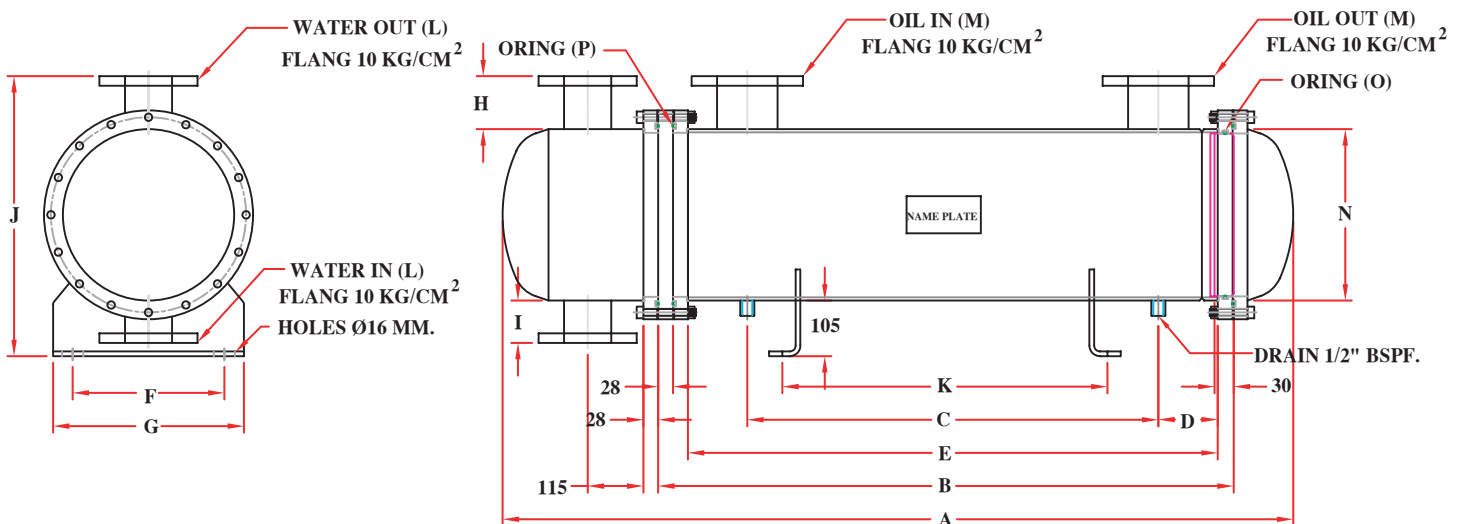 WATER OUT (L)
FLANG 10 KG/CM2
ORING (P)
OIL IN (M)
FLANG 10 KG/CM2
OIL OUT (M)
FLANG 10 KG/CM2
ORING (O)
H
J
N
NAME PLATE
WATER IN (L)
FLANG 10 KG/CM2
HOLES Ø16 MM.
I
105
DRAIN 1/2" BSPF.
28
K
30
F
28
C
D
G
E
115
B
A